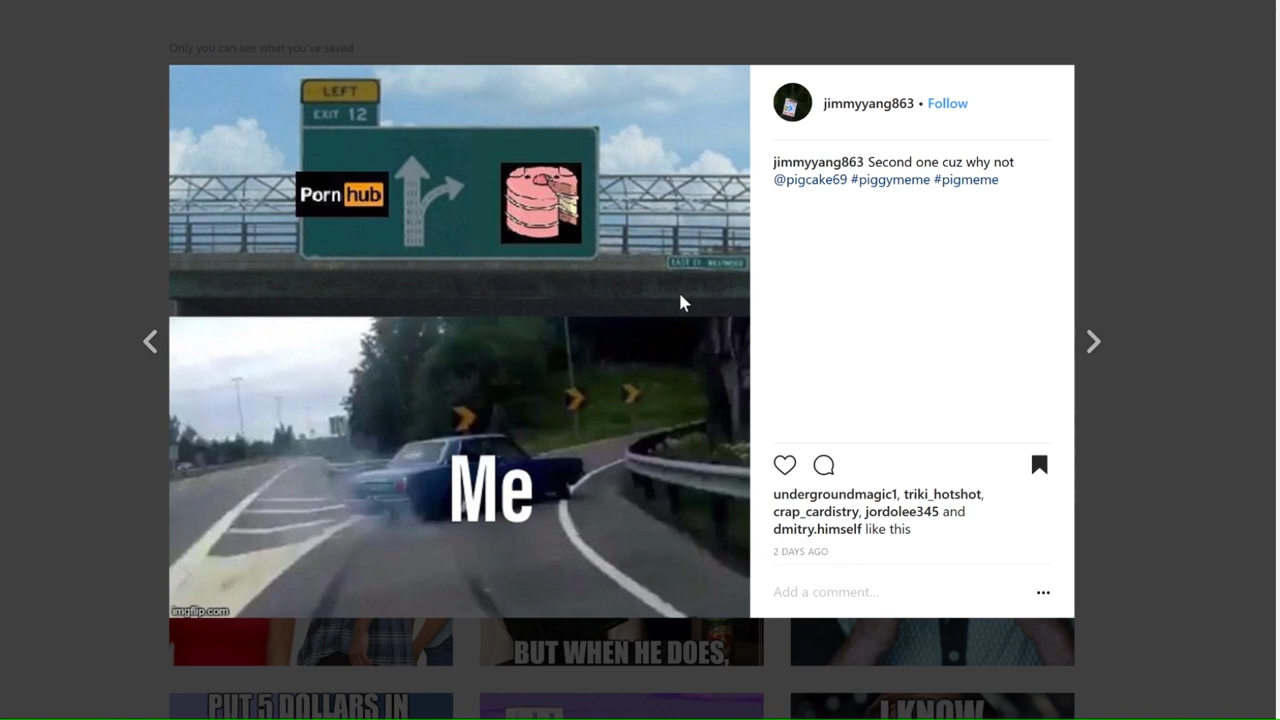 Only you can see what you've saved
LEFT
EXIT 12
Porn hub
Me
imgflip.com
jimmyyang863 • Follow
jimmyyang863 Second one cuz why not
@pigcake69 #piggymeme #pigmeme
undergroundmagic1, triki_hotshot,
crap_cardistry, jordolee345 and
dmitry.himself like this
2 DAYS AGO
Add a comment...
BUT WHEN HE DOES,
PUT 5 DOLLARS IN
I KNOW